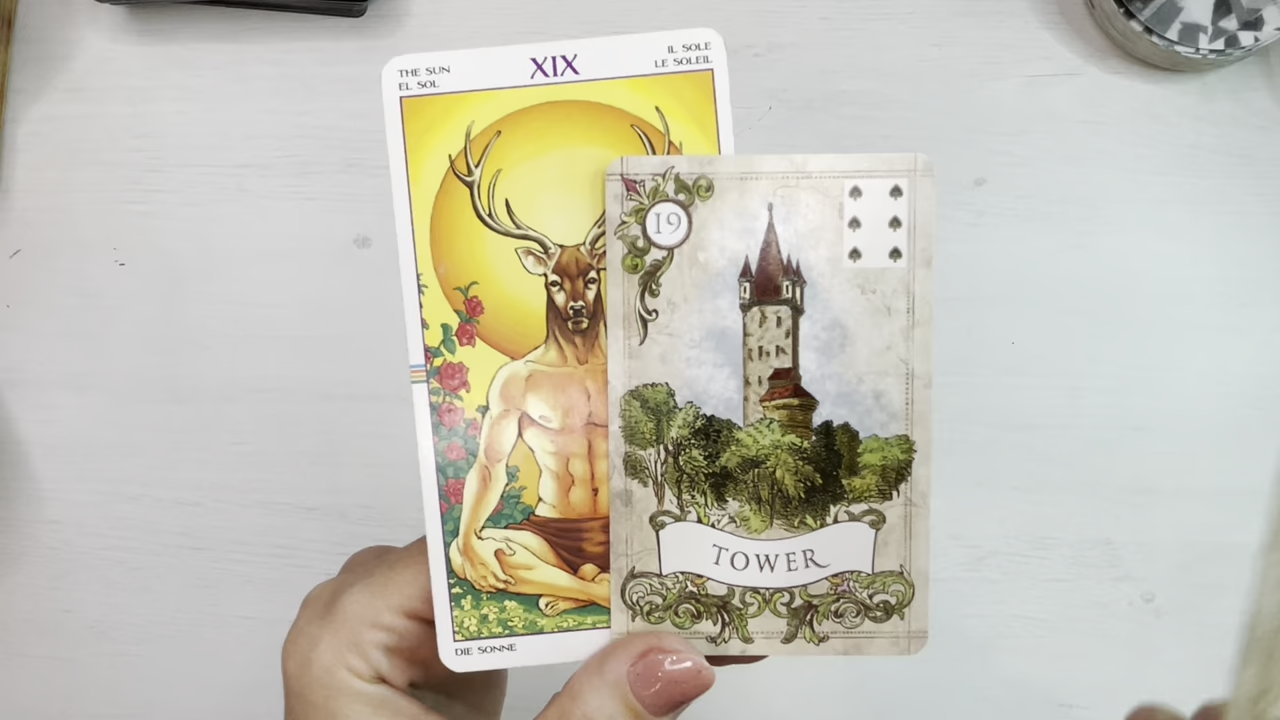 THE SUN
EL SOL
XIX
IL SOLE
LE SOLEIL
DIE SONNE
19
TOWER